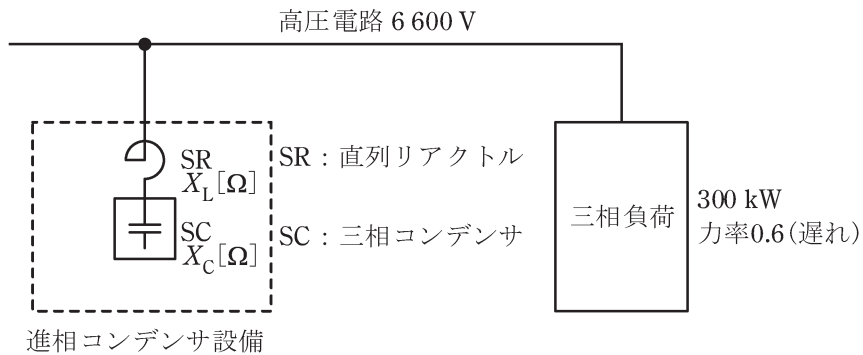 高圧電路 6 600 V
SR
X_L[Ω]
SR：直列リアクトル
SC
X_C[Ω]
SC：三相コンデンサ
三相負荷
300 kW
力率0.6(遅れ)
進相コンデンサ設備